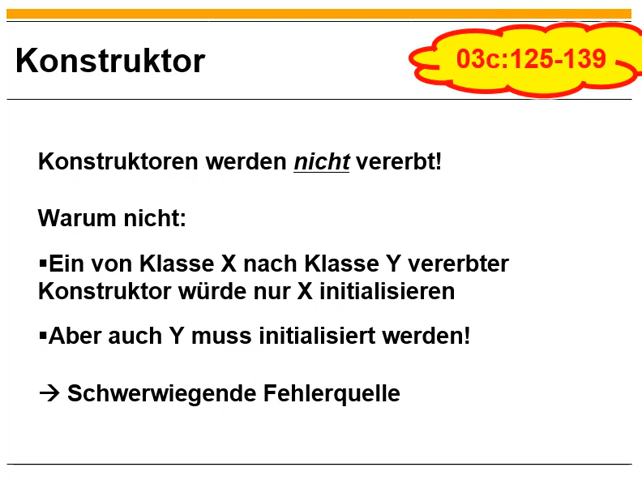 Konstruktor
03c:125-139
Konstruktoren werden nicht vererbt!
Warum nicht:
▪Ein von Klasse X nach Klasse Y vererbter
Konstruktor würde nur X initialisieren
▪Aber auch Y muss initialisiert werden!
→ Schwerwiegende Fehlerquelle